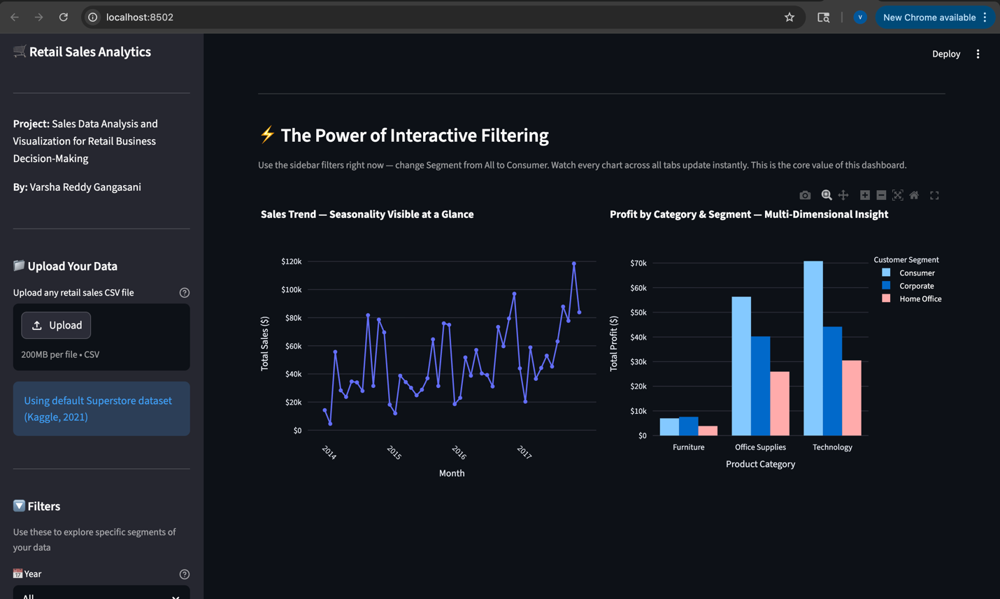 localhost:8502
v
New Chrome available
Retail Sales Analytics
Project: Sales Data Analysis and
Visualization for Retail Business
Decision-Making
By: Varsha Reddy Gangasani
Upload Your Data
Upload any retail sales CSV file
Upload
200MB per file • CSV
Using default Superstore dataset
(Kaggle, 2021)
Filters
Use these to explore specific segments of
your data
Year
All
Deploy
The Power of Interactive Filtering
Use the sidebar filters right now — change Segment from All to Consumer. Watch every chart across all tabs update instantly. This is the core value of this dashboard.
Sales Trend — Seasonality Visible at a Glance
Total Sales ($)
$120k
$100k
$80k
$60k
$40k
$20k
$0
2014
2015
2016
2017
Month
Profit by Category & Segment — Multi-Dimensional Insight
Total Profit ($)
$70k
$60k
$50k
$40k
$30k
$20k
$10k
$0
Furniture
Office Supplies
Technology
Product Category
Customer Segment
Consumer
Corporate
Home Office